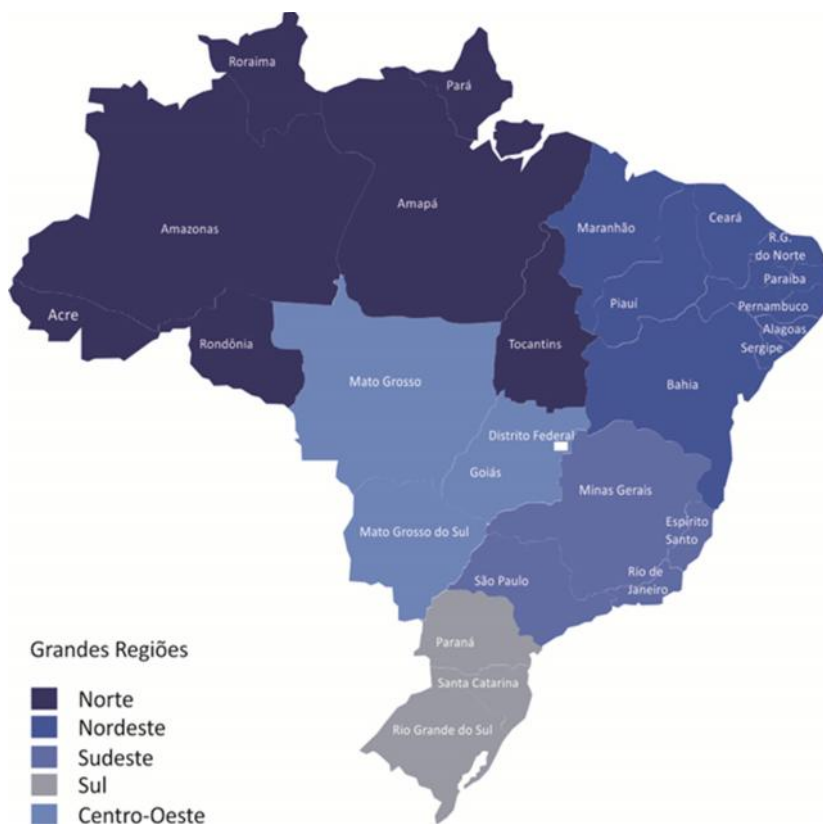 Roraima
Pará
Amazonas
Amapá
Maranhão
Ceará
R.G.
do Norte
Paraíba
Piauí
Pernambuco
Acre
Alagoas
Rondônia
Tocantins
Sergipe
Mato Grosso
Bahia
Distrito Federal
Goiás
Minas Gerais
Mato Grosso do Sul
Espírito
Santo
Rio de
Janeiro
São Paulo
Paraná
Santa Catarina
Rio Grande do Sul
Grandes Regiões
Norte
Nordeste
Sudeste
Sul
Centro-Oeste